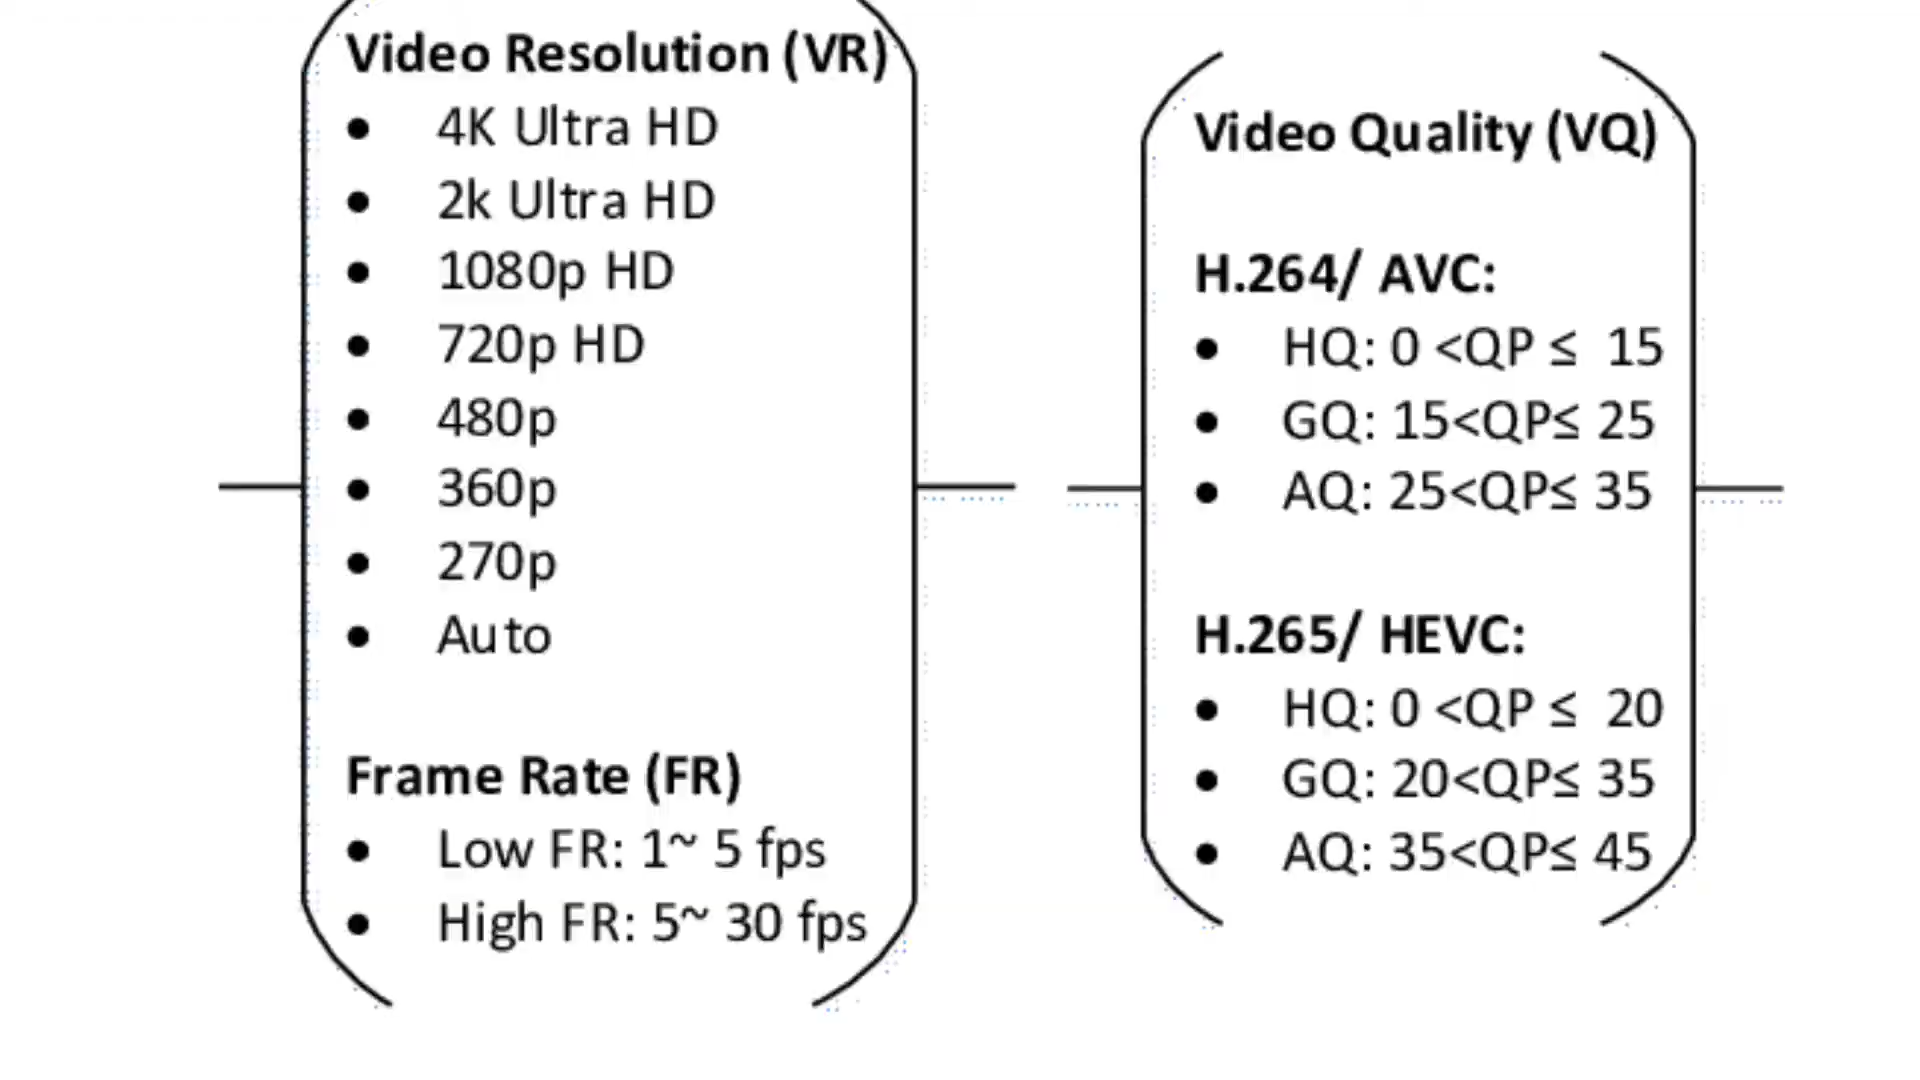 Video Resolution (VR)
• 4K Ultra HD
• 2k Ultra HD
• 1080p HD
• 720p HD
• 480p
• 360p
• 270p
• Auto
Frame Rate (FR)
• Low FR: 1~ 5 fps
• High FR: 5~ 30 fps
Video Quality (VQ)
H.264/ AVC:
• HQ: 0 <QP ≤ 15
• GQ: 15<QP≤ 25
• AQ: 25<QP≤ 35
H.265/ HEVC:
• HQ: 0 <QP ≤ 20
• GQ: 20<QP≤ 35
• AQ: 35<QP≤ 45